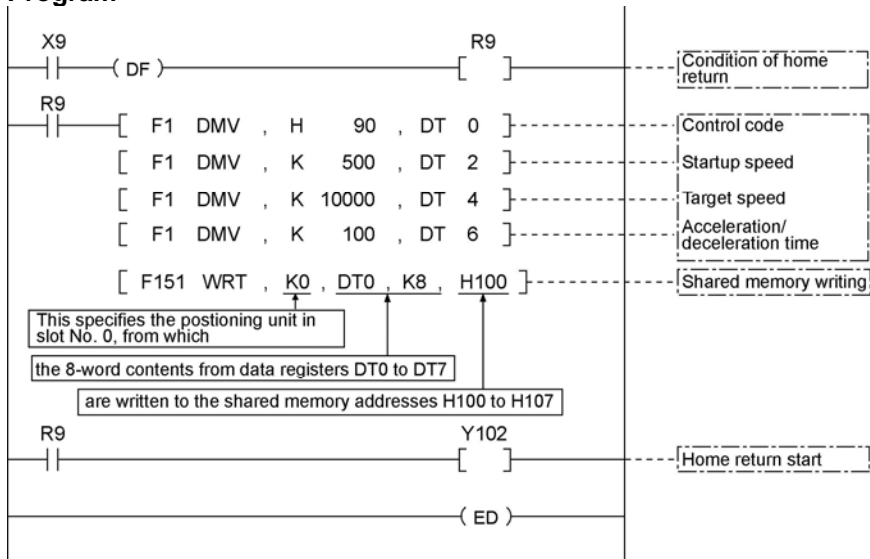 Program
X9
( DF )
R9
[ ]
Condition of home
return
R9
[ F1 DMV , H 90 , DT 0 ]
Control code
[ F1 DMV , K 500 , DT 2 ]
Startup speed
[ F1 DMV , K 10000 , DT 4 ]
Target speed
[ F1 DMV , K 100 , DT 6 ]
Acceleration/
deceleration time
[ F151 WRT , K0 , DT0 , K8 , H100 ]
Shared memory writing
This specifies the postioning unit in
slot No. 0, from which
the 8-word contents from data registers DT0 to DT7
are written to the shared memory addresses H100 to H107
R9
Y102
[ ]
Home return start
( ED )